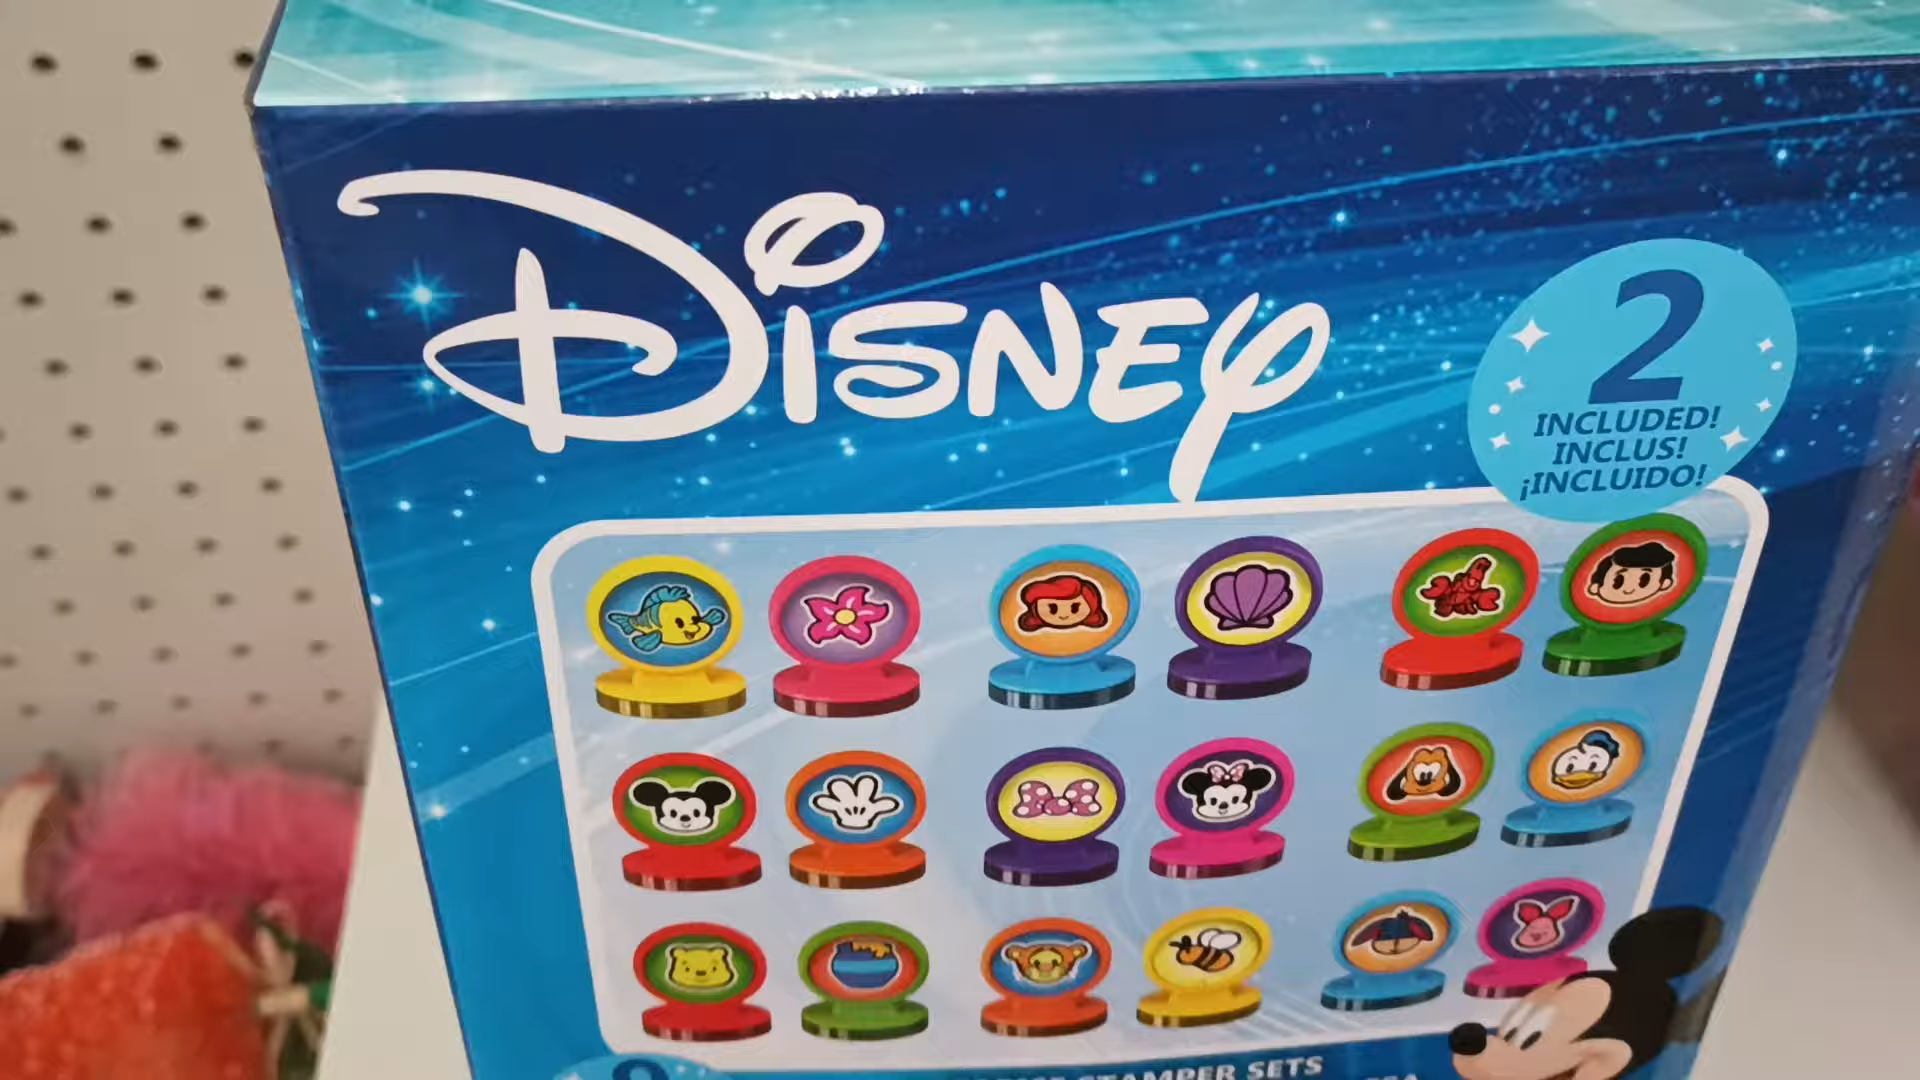 Disney
2
INCLUDED!
INCLUS!
¡INCLUIDO!
STAMPER SETS